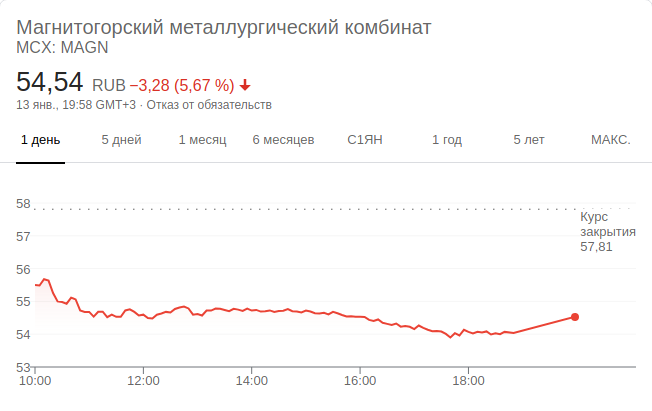 Магнитогорский металлургический комбинат
MCX: MAGN
54,54 RUB −3,28 (5,67 %)
13 янв., 19:58 GMT+3 · Отказ от обязательств
1 день 5 дней 1 месяц 6 месяцев С1ЯН 1 год 5 лет МАКС.
58
Курс
закрытия
57,81
57
56
55
54
53
10:00 12:00 14:00 16:00 18:00